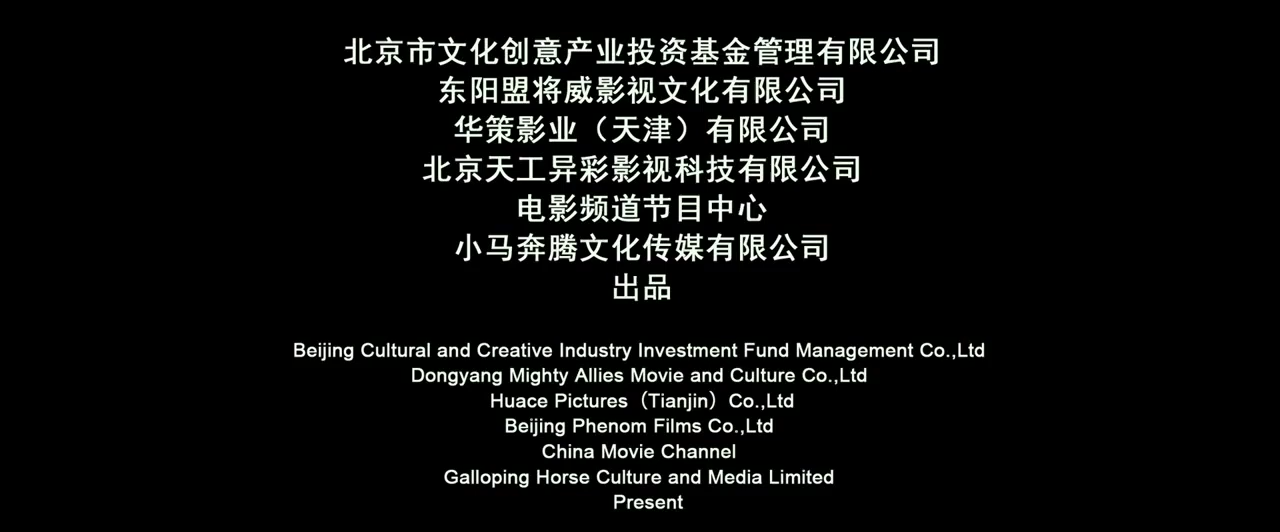 北京市文化创意产业投资基金管理有限公司
东阳盟将威影视文化有限公司
华策影业（天津）有限公司
北京天工异彩影视科技有限公司
电影频道节目中心
小马奔腾文化传媒有限公司
出品
Beijing Cultural and Creative Industry Investment Fund Management Co.,Ltd
Dongyang Mighty Allies Movie and Culture Co.,Ltd
Huace Pictures（Tianjin）Co.,Ltd
Beijing Phenom Films Co.,Ltd
China Movie Channel
Galloping Horse Culture and Media Limited
Present